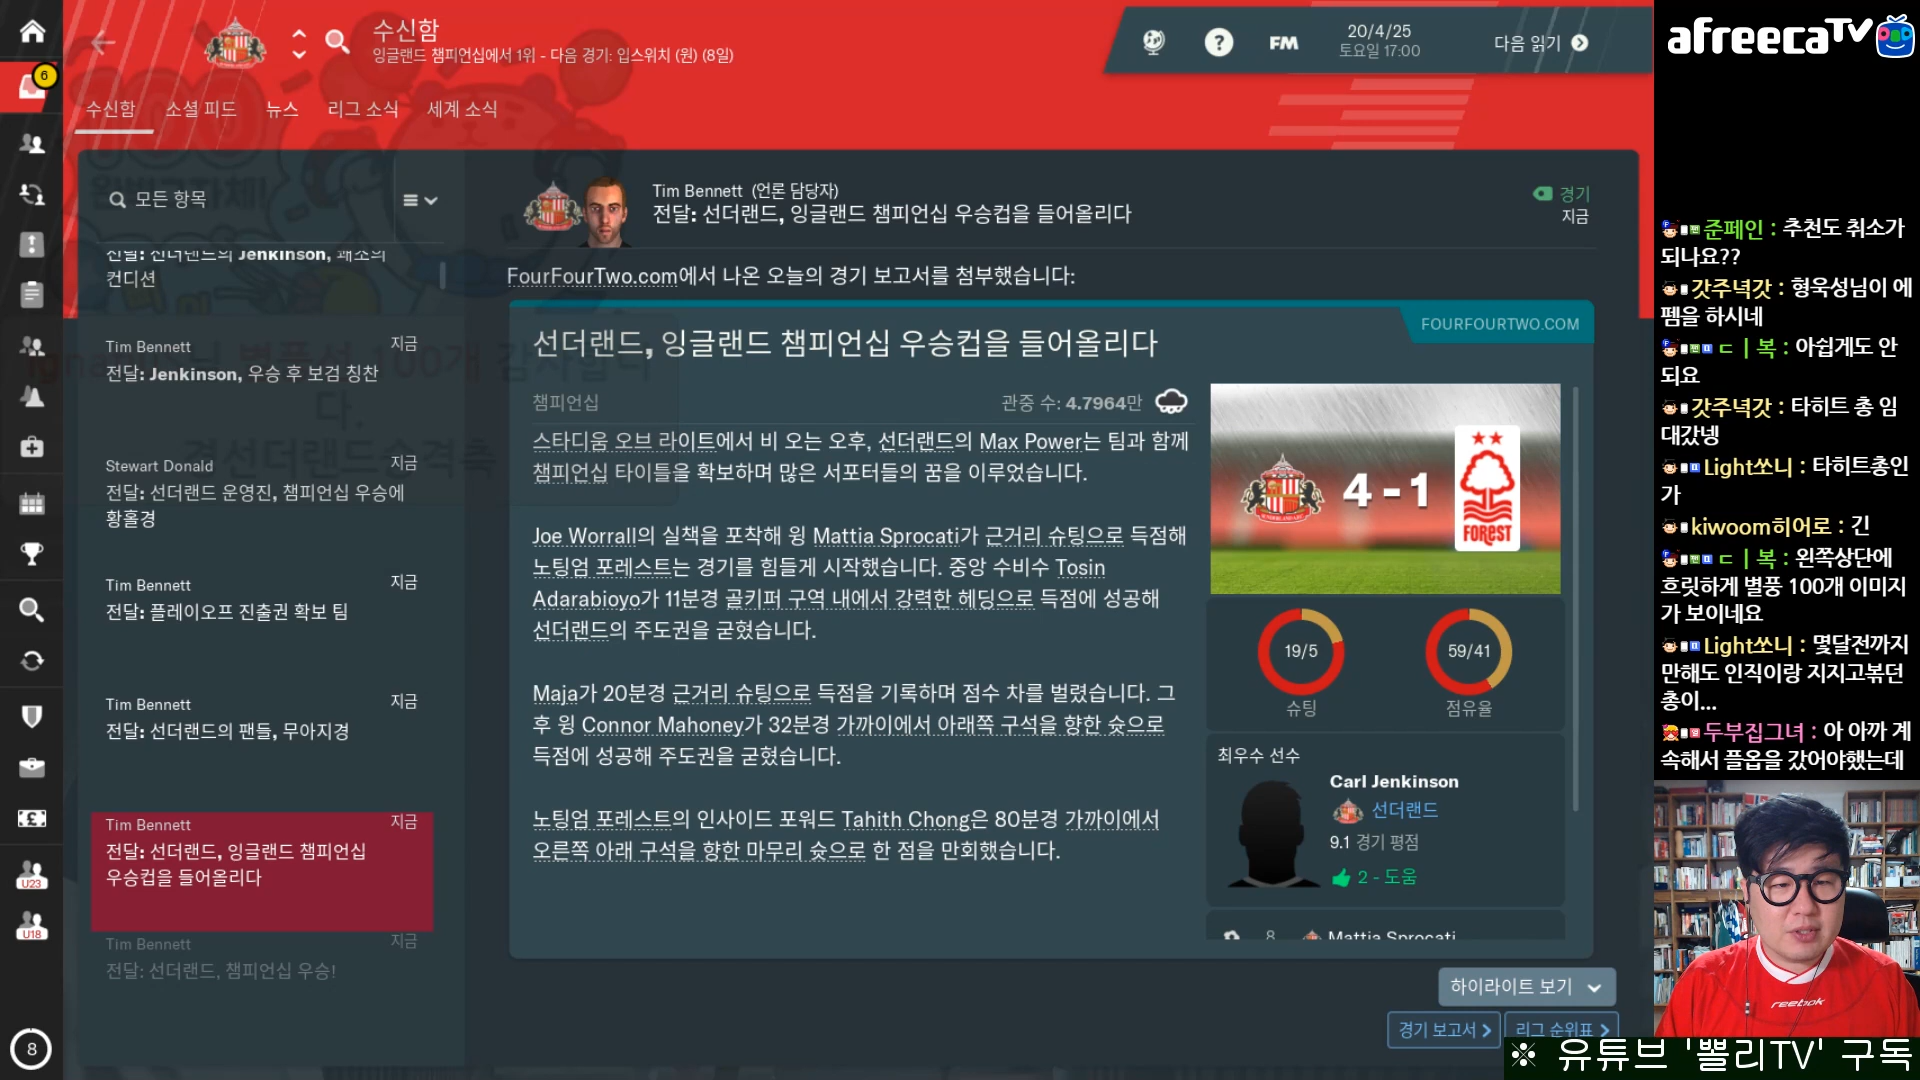 수신함
잉글랜드 챔피언십에서 1위 - 다음 경기: 입스위치 (원) (8일)
FM
20/4/25
토요일 17:00
다음 읽기
6
수신함
소셜 피드
뉴스
리그 소식
세계 소식
모든 항목
전달: 선더랜드의 Jenkinson, 쾌조의
컨디션
Tim Bennett
지금
전달: Jenkinson, 우승 후 보검 칭찬
Stewart Donald
지금
전달: 선더랜드 운영진, 챔피언십 우승에
황홀경
Tim Bennett
지금
전달: 플레이오프 진출권 확보 팀
Tim Bennett
지금
전달: 선더랜드의 팬들, 무아지경
Tim Bennett
지금
전달: 선더랜드, 잉글랜드 챔피언십
우승컵을 들어올리다
Tim Bennett
지금
전달: 선더랜드, 챔피언십 우승!
U23
U18
8
Tim Bennett (언론 담당자)
전달: 선더랜드, 잉글랜드 챔피언십 우승컵을 들어올리다
경기
지금
FourFourTwo.com에서 나온 오늘의 경기 보고서를 첨부했습니다:
선더랜드, 잉글랜드 챔피언십 우승컵을 들어올리다
FOURFOURTWO.COM
챔피언십
관중 수: 4.7964만
스타디움 오브 라이트에서 비 오는 오후, 선더랜드의 Max Power는 팀과 함께
챔피언십 타이틀을 확보하며 많은 서포터들의 꿈을 이루었습니다.
Joe Worrall의 실책을 포착해 윙 Mattia Sprocati가 근거리 슈팅으로 득점해
노팅엄 포레스트는 경기를 힘들게 시작했습니다. 중앙 수비수 Tosin
Adarabioyo가 11분경 골키퍼 구역 내에서 강력한 헤딩으로 득점에 성공해
선더랜드의 주도권을 굳혔습니다.
Maja가 20분경 근거리 슈팅으로 득점을 기록하며 점수 차를 벌렸습니다. 그
후 윙 Connor Mahoney가 32분경 가까이에서 아래쪽 구석을 향한 슛으로
득점에 성공해 주도권을 굳혔습니다.
노팅엄 포레스트의 인사이드 포워드 Tahith Chong은 80분경 가까이에서
오른쪽 아래 구석을 향한 마무리 슛으로 한 점을 만회했습니다.
4 - 1
FOREST
19/5
슈팅
59/41
점유율
최우수 선수
Carl Jenkinson
선더랜드
9.1 경기 평점
2 - 도움
8
Mattia Sprocati
하이라이트 보기
경기 보고서
리그 순위표
afreecaTV
준페인 : 추천도 취소가
되나요??
갓주넉갓 : 형욱성님이 에
펨을 하시네
ㄷ | 복 : 아쉽게도 안
되요
갓주넉갓 : 타히트 총 임
대갔넹
Light쏘니 : 타히트총인
가
kiwoom히어로 : 긴
ㄷ | 복 : 왼쪽상단에
흐릿하게 별풍 100개 이미지
가 보이네요
Light쏘니 : 몇달전까지
만해도 인직이랑 지지고볶던
총이...
두부집그녀 : 아 아까 계
속해서 플옵을 갔어야했는데
Reebok
※ 유튜브 '뽈리TV' 구독